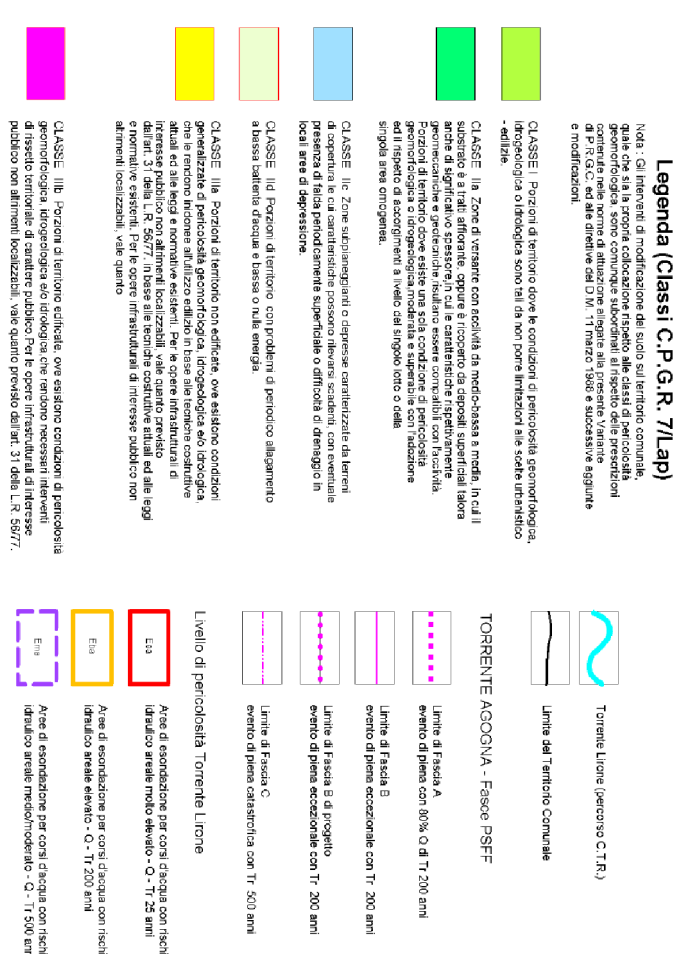 Legenda (Classi C.P.G.R. 7/Lap)
Nota : Gli interventi di modificazione del suolo sul territorio comunale,
quale che sia la propria collocazione rispetto alle classi di pericolosità
geomorfologica, sono comunque subordinati al rispetto delle prescrizioni
contenute nelle norme di attuazione allegate alla presente Variante
di P.R.G.C. ed alle direttive del D.M. 11 marzo 1988 e successive aggiunte
e modificazioni.
CLASSE I Porzioni di territorio dove le condizioni di pericolosità geomorfologica,
idrogeologica o idrologica sono tali da non porre limitazioni alle scelte urbanistico
- edilizie.
CLASSE IIa Zone di versante con acclività da medio-bassa a media, in cui il
substrato è a tratti affiorante, oppure è ricoperto da depositi superficiali talora
anche di significativo spessore, in cui le caratteristiche rispettivamente
geomeccaniche e geotecniche risultano essere compatibili con l'acclività.
Porzioni di territorio dove esiste una sola condizione di pericolosità
geomorfologica o idrogeologica,moderata e superabile con l'adozione
ed il rispetto di accorgimenti a livello del singolo lotto o della
singola area omogenea.
CLASSE IIc Zone subpianeggianti o depresse caratterizzate da terreni
di copertura le cui caratteristiche possono rilevarsi scadenti, con eventuale
presenza di falda periodicamente superficiale o difficoltà di drenaggio in
locali aree di depressione.
CLASSE IId Porzioni di territorio con problemi di periodico allagamento
a bassa battenta d'acqua e bassa o nulla energia.
CLASSE IIIa Porzioni di territorio non edificate, ove esistono condizioni
generalizzate di pericolosità geomorfologica, idrogeologica e/o idrologica,
che le rendono inidonee all'utilizzo edilizio in base alle tecniche costruttive
attuali ed alle leggi e normative esistenti. Per le opere infrastrutturali di
interesse pubblico non altrimenti localizzabili, vale quanto previsto
dall'art. 31 della L.R. 56/77. in base alle tecniche costruttive attuali ed alle leggi
e normative esistenti. Per le opere infrastrutturali di interesse pubblico non
altrimenti localizzabili, vale quanto
CLASSE IIIb Porzioni di territorio edificate, ove esistono condizioni di pericolosità
geomorfologica, idrogeologica e/o idrologica,che rendono necessari interventi
di riassetto territoriale di carattere pubblico Per le opere infrastrutturali di interesse
pubblico non altrimenti localizzabili, vale quanto previsto dall'art. 31 della L.R. 56/77.
Torrente Lirone (percorso C.T.R.)
Limite del Territorio Comunale
TORRENTE AGOGNA - Fasce PSFF
Limite di Fascia A
evento di piena con 80% Q di Tr 200 anni
Limite di Fascia B
evento di piena eccezionale con Tr 200 anni
Limite di Fascia B di progetto
evento di piena eccezionale con Tr 200 anni
Limite di Fascia C
evento di piena catastrofica con Tr 500 anni
Livello di pericolosità Torrente Lirone
Eea
Aree di esondazione per corsi d'acqua con rischi
idraulico areale molto elevato - Q - Tr 25 anni
Eba
Aree di esondazione per corsi d'acqua con rischi
idraulico areale elevato - Q - Tr 200 anni
Ema
Aree di esondazione per corsi d'acqua con rischi
idraulico areale medio/moderato - Q - Tr 500 ann